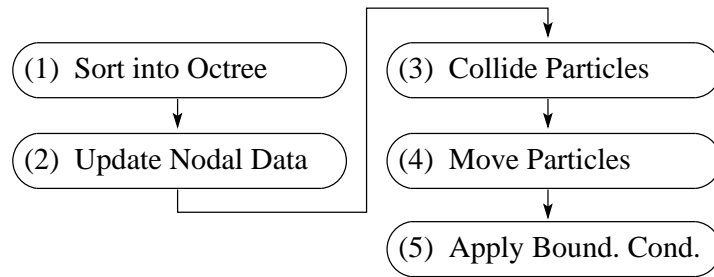 (1) Sort into Octree
(2) Update Nodal Data
(3) Collide Particles
(4) Move Particles
(5) Apply Bound. Cond.